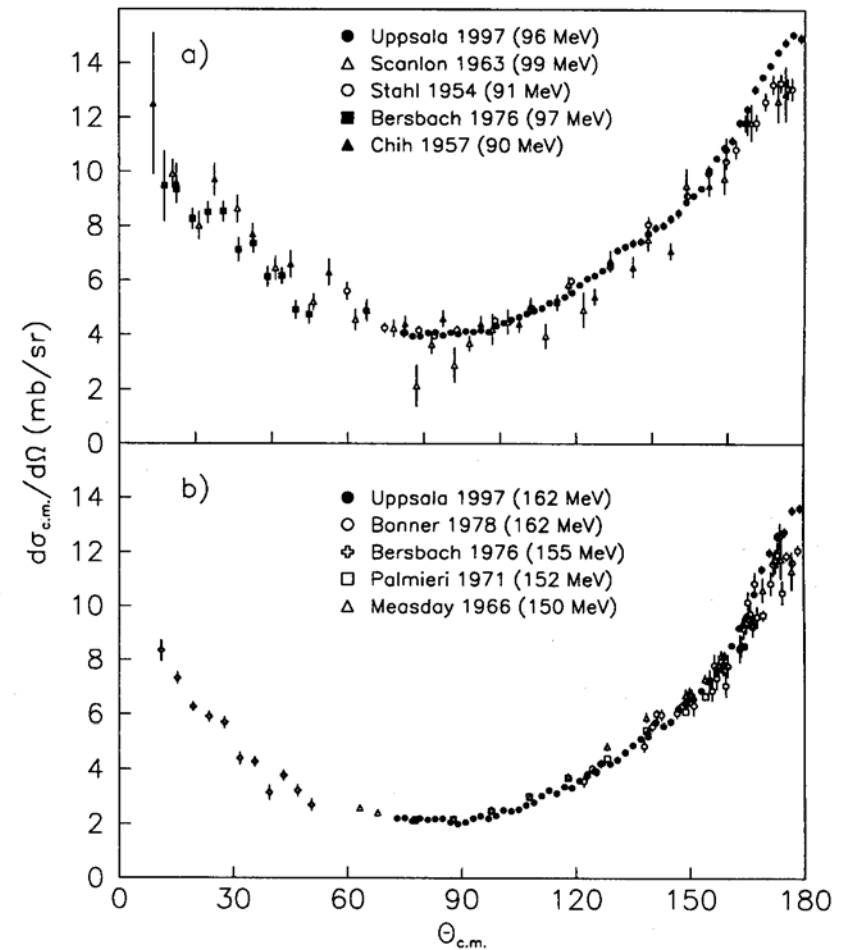 a)
● Uppsala 1997 (96 MeV)
△ Scanlon 1963 (99 MeV)
○ Stahl 1954 (91 MeV)
■ Bersbach 1976 (97 MeV)
▲ Chih 1957 (90 MeV)
14
12
10
8
6
4
2
0
dσc.m./dΩ (mb/sr)
b)
● Uppsala 1997 (162 MeV)
○ Bonner 1978 (162 MeV)
✧ Bersbach 1976 (155 MeV)
□ Palmieri 1971 (152 MeV)
△ Measday 1966 (150 MeV)
14
12
10
8
6
4
2
0
0 30 60 90 120 150 180
Θc.m.